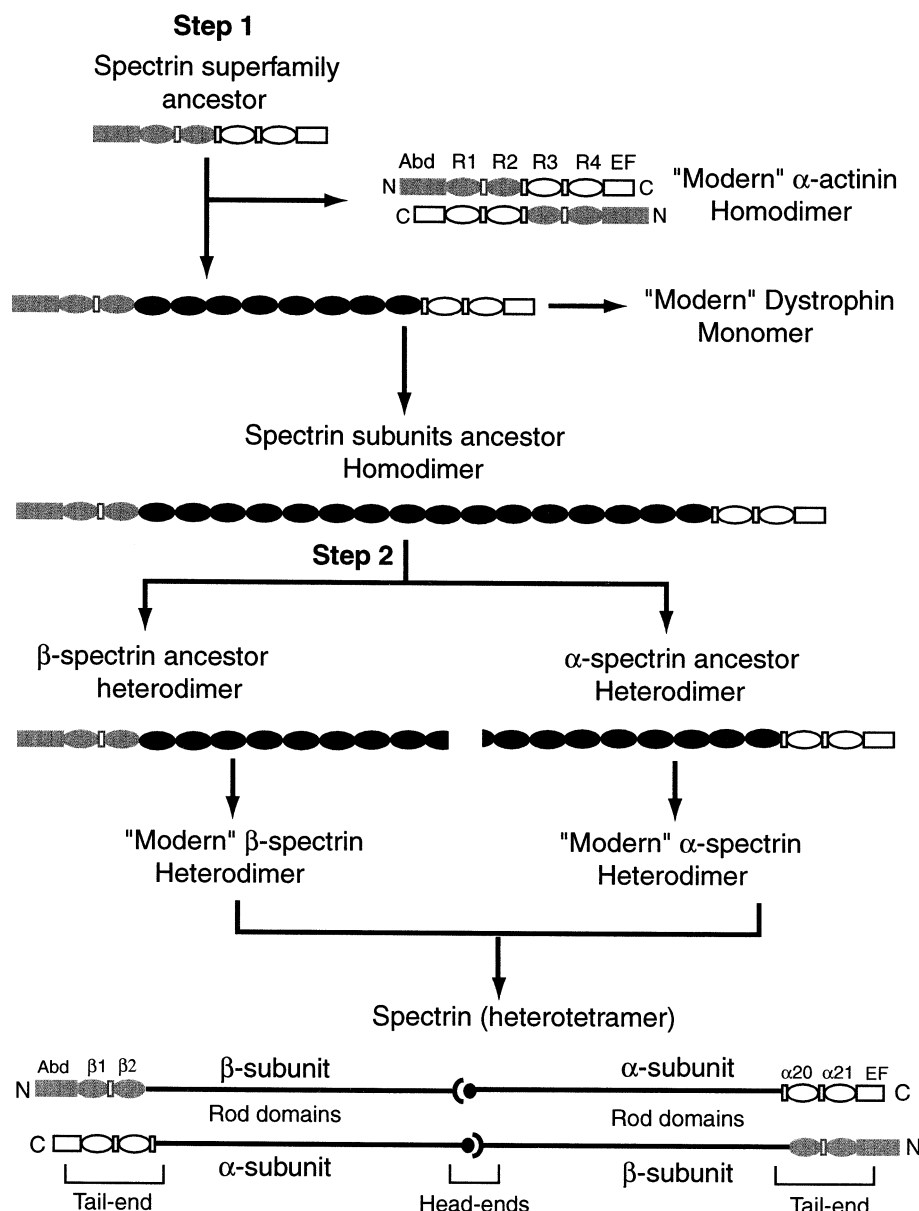 Step 1
Spectrin superfamily
ancestor
Abd R1 R2 R3 R4 EF
N C
C N
"Modern" α-actinin
Homodimer
"Modern" Dystrophin
Monomer
Spectrin subunits ancestor
Homodimer
Step 2
β-spectrin ancestor
heterodimer
α-spectrin ancestor
Heterodimer
"Modern" β-spectrin
Heterodimer
"Modern" α-spectrin
Heterodimer
Spectrin (heterotetramer)
Abd β1 β2 β-subunit α-subunit α20 α21 EF
N C
Rod domains Rod domains
C N
α-subunit β-subunit
Tail-end Head-ends Tail-end